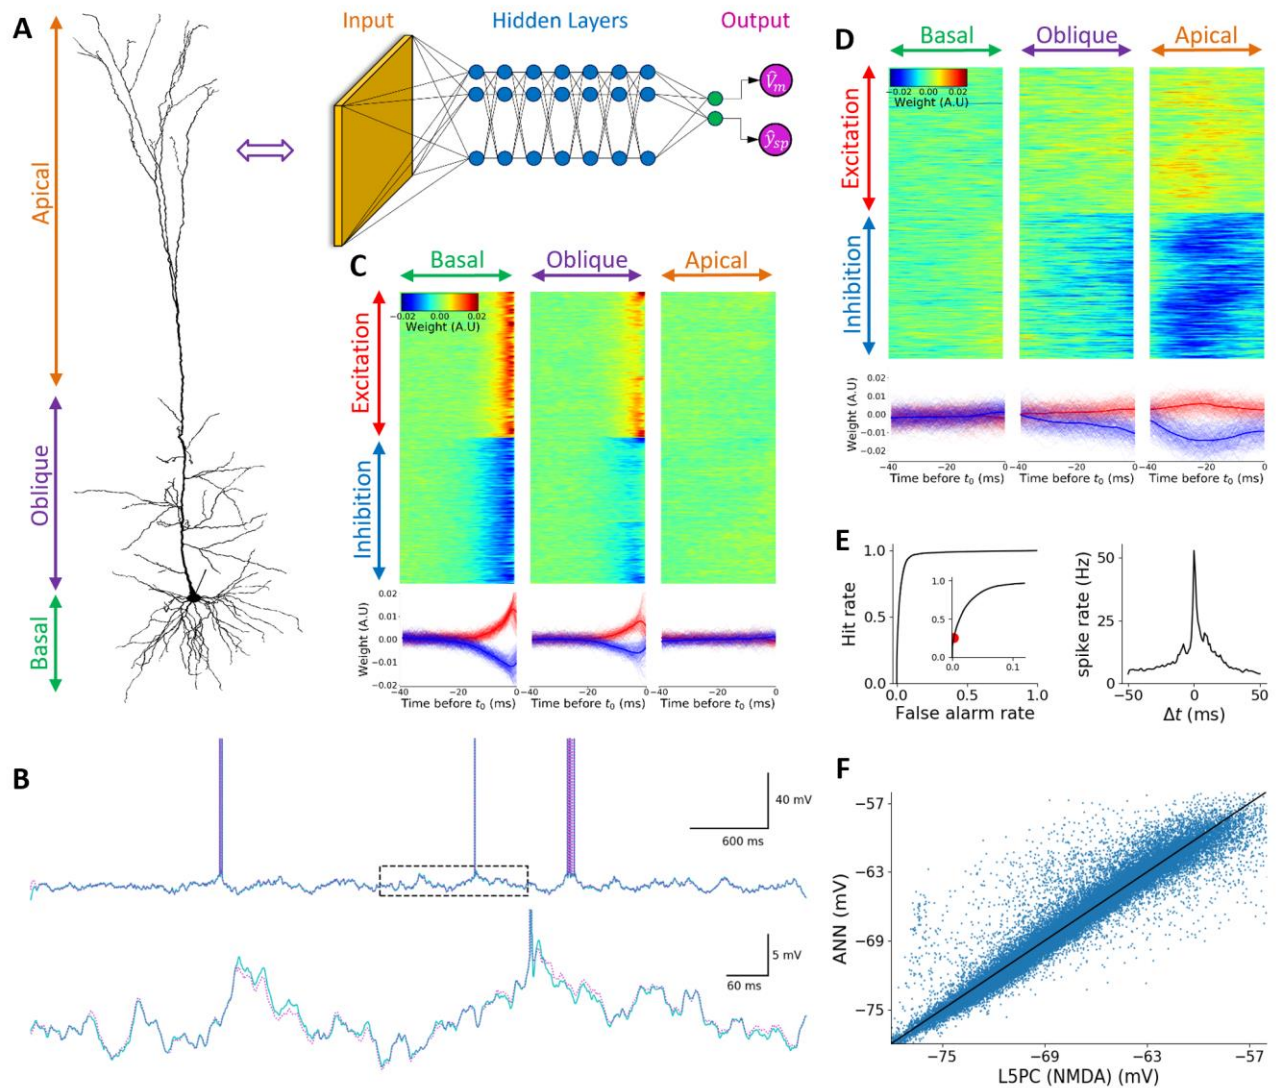 A
Apical
Oblique
Basal
Input
Hidden Layers
Output
v̂m
ŷsp
C
Basal
Oblique
Apical
Excitation
Inhibition
−0.02 0.00 0.02
Weight (A.U)
Weight (A.U)
0.02
0.01
0.00
−0.01
−0.02
−40 −20 0
Time before t0 (ms)
−40 −20 0
Time before t0 (ms)
−40 −20 0
Time before t0 (ms)
D
Basal
Oblique
Apical
Excitation
Inhibition
−0.02 0.00 0.02
Weight (A.U)
Weight (A.U)
0.02
0.01
0.00
−0.01
−0.02
−40 −20 0
Time before t0 (ms)
−40 −20 0
Time before t0 (ms)
−40 −20 0
Time before t0 (ms)
B
40 mV
600 ms
5 mV
60 ms
E
Hit rate
1.0
0.5
0.0
0.0 0.5 1.0
False alarm rate
1.0
0.5
0.0
0.0 0.1
spike rate (Hz)
50
25
0
−50 0 50
Δt (ms)
F
ANN (mV)
−57
−63
−69
−75
−75 −69 −63 −57
L5PC (NMDA) (mV)